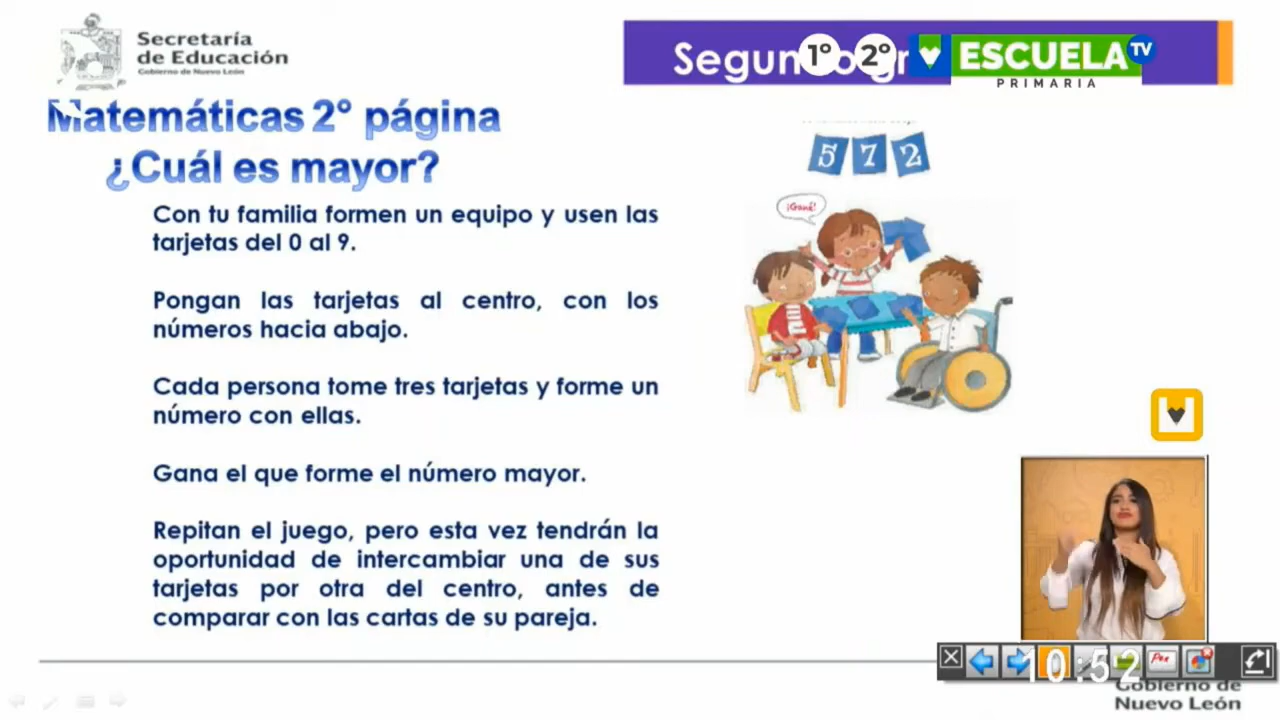 Secretaría
de Educación
Gobierno de Nuevo León
1° 2° ESCUELA TV
PRIMARIA
Matemáticas 2° página
¿Cuál es mayor?
5 7 2
¡Gané!
Con tu familia formen un equipo y usen las
tarjetas del 0 al 9.
Pongan las tarjetas al centro, con los
números hacia abajo.
Cada persona tome tres tarjetas y forme un
número con ellas.
Gana el que forme el número mayor.
Repitan el juego, pero esta vez tendrán la
oportunidad de intercambiar una de sus
tarjetas por otra del centro, antes de
comparar con las cartas de su pareja.
10:52
Gobierno de
Nuevo León